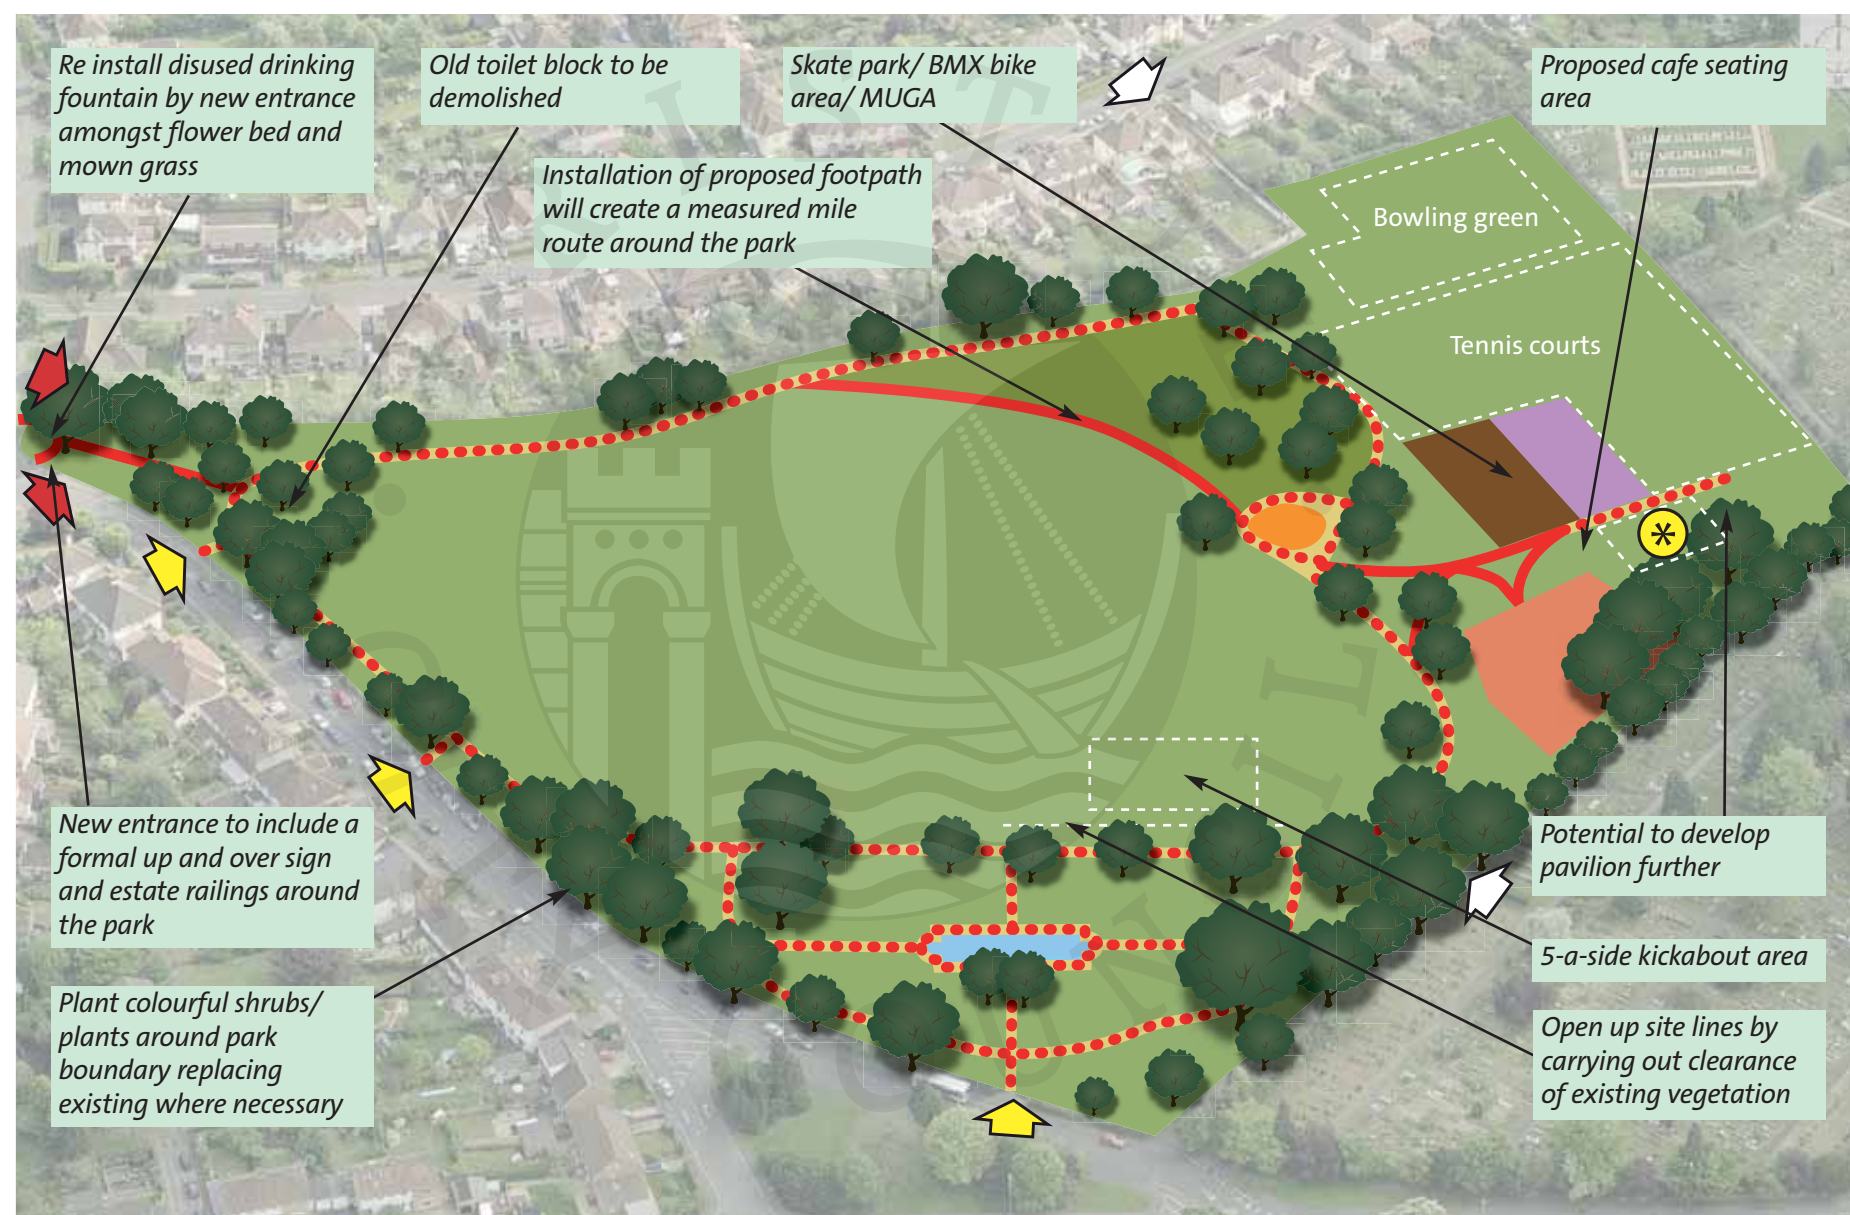 Re install disused drinking
fountain by new entrance
amongst flower bed and
mown grass
Old toilet block to be
demolished
Skate park/ BMX bike
area/ MUGA
Proposed cafe seating
area
Installation of proposed footpath
will create a measured mile
route around the park
Bowling green
Tennis courts
New entrance to include a
formal up and over sign
and estate railings around
the park
Potential to develop
pavilion further
5-a-side kickabout area
Plant colourful shrubs/
plants around park
boundary replacing
existing where necessary
Open up site lines by
carrying out clearance
of existing vegetation